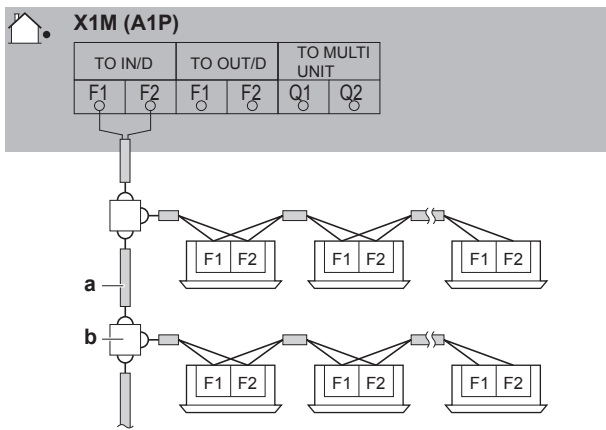 X1M (A1P)
TO IN/D TO OUT/D TO MULTI
UNIT
F1 F2 F1 F2 Q1 Q2
F1 F2 F1 F2 F1 F2
a
b
F1 F2 F1 F2 F1 F2